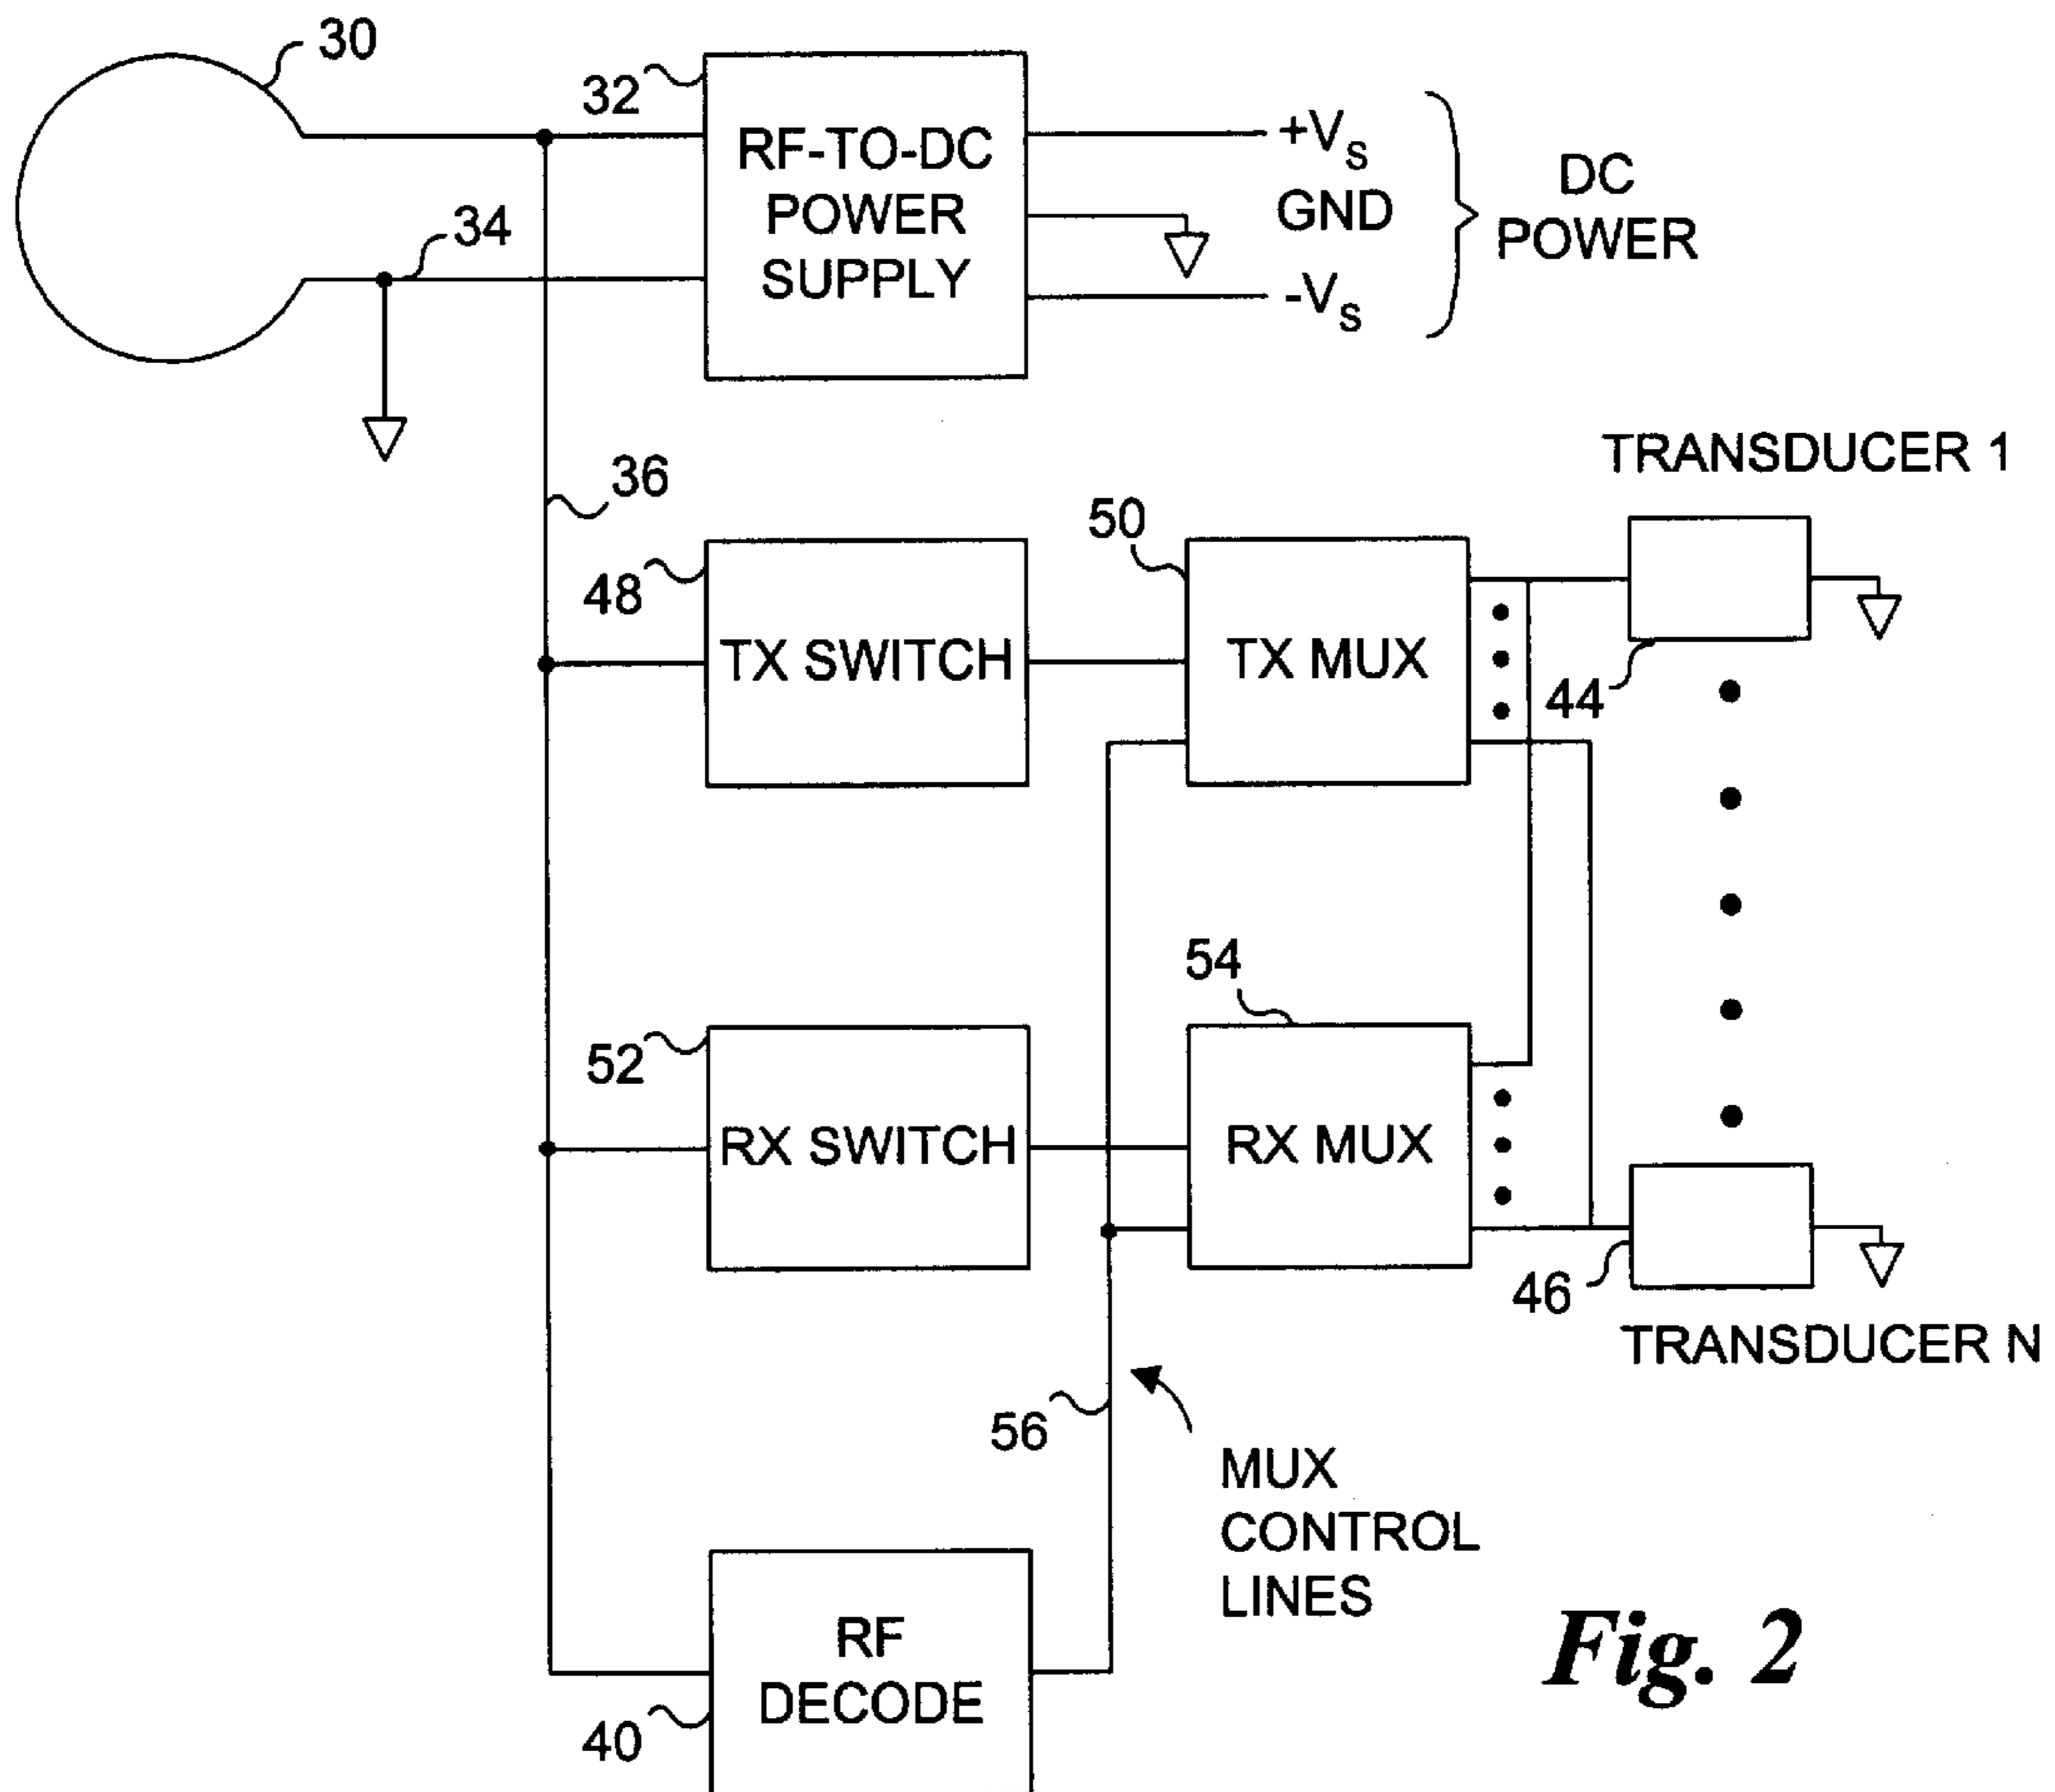 30
32
RF-TO-DC
POWER
SUPPLY
+VS
GND
-VS
DC
POWER
34
36
TRANSDUCER 1
50
48
TX SWITCH
TX MUX
44
54
52
RX SWITCH
RX MUX
46
TRANSDUCER N
56
MUX
CONTROL
LINES
RF
DECODE
40
Fig. 2